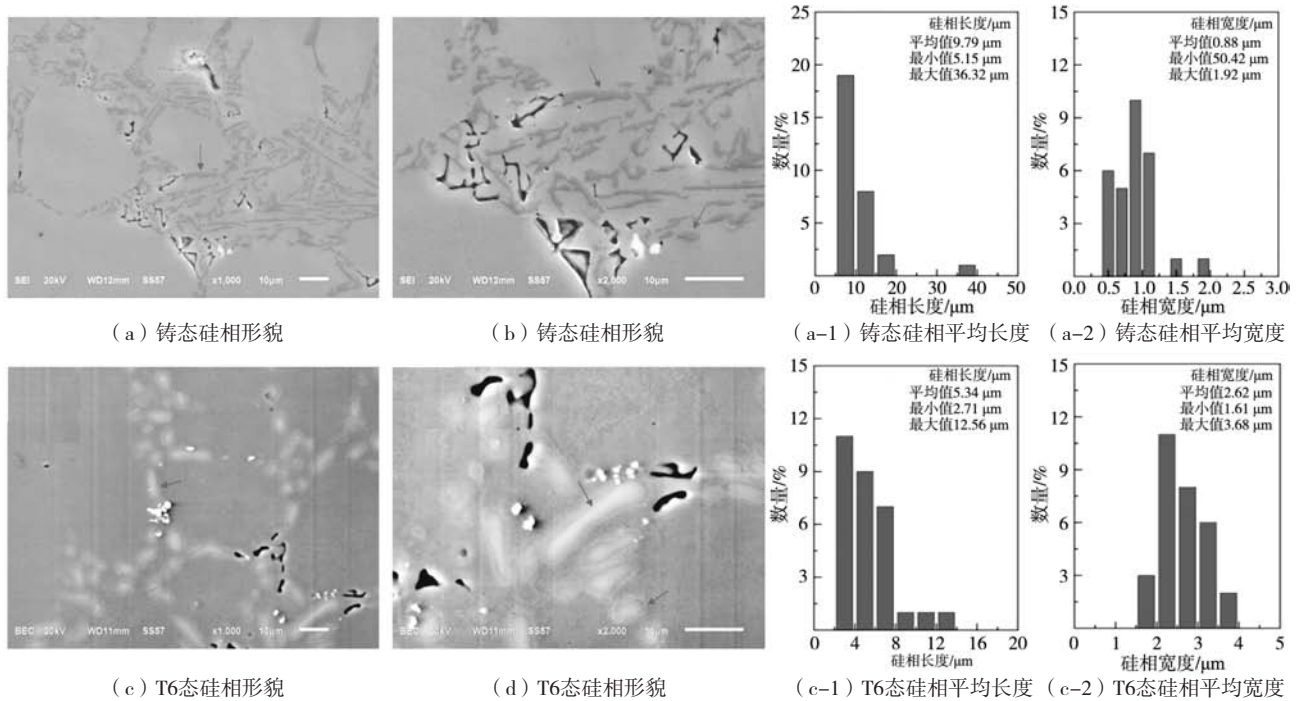 SEI 20kV WD12mm SS57 x1,000 10μm
SEI 20kV WD12mm SS57 x2,000 10μm
25
20
15
10
5
数量/%
硅相长度/μm
平均值9.79 μm
最小值5.15 μm
最大值36.32 μm
0 10 20 30 40 50
硅相长度/μm
15
12
9
6
3
数量/%
硅相宽度/μm
平均值0.88 μm
最小值50.42 μm
最大值1.92 μm
0.0 0.5 1.0 1.5 2.0 2.5 3.0
硅相宽度/μm
(a)铸态硅相形貌
(b)铸态硅相形貌
(a-1)铸态硅相平均长度
(a-2)铸态硅相平均宽度
BEC 20kV WD11mm SS57 x1,000 10μm
BEC 20kV WD11mm SS57 x2,000 10μm
15
12
9
6
3
数量/%
硅相长度/μm
平均值5.34 μm
最小值2.71 μm
最大值12.56 μm
4 8 12 16 20
硅相长度/μm
15
12
9
6
3
数量/%
硅相宽度/μm
平均值2.62 μm
最小值1.61 μm
最大值3.68 μm
0 1 2 3 4 5
硅相宽度/μm
(c)T6态硅相形貌
(d)T6态硅相形貌
(c-1)T6态硅相平均长度
(c-2)T6态硅相平均宽度